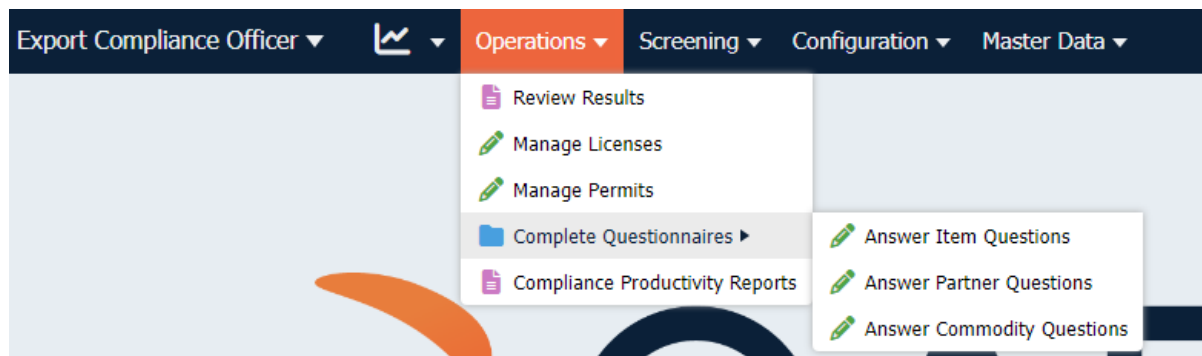 Export Compliance Officer
Operations
Screening
Configuration
Master Data
Review Results
Manage Licenses
Manage Permits
Complete Questionnaires
Compliance Productivity Reports
Answer Item Questions
Answer Partner Questions
Answer Commodity Questions